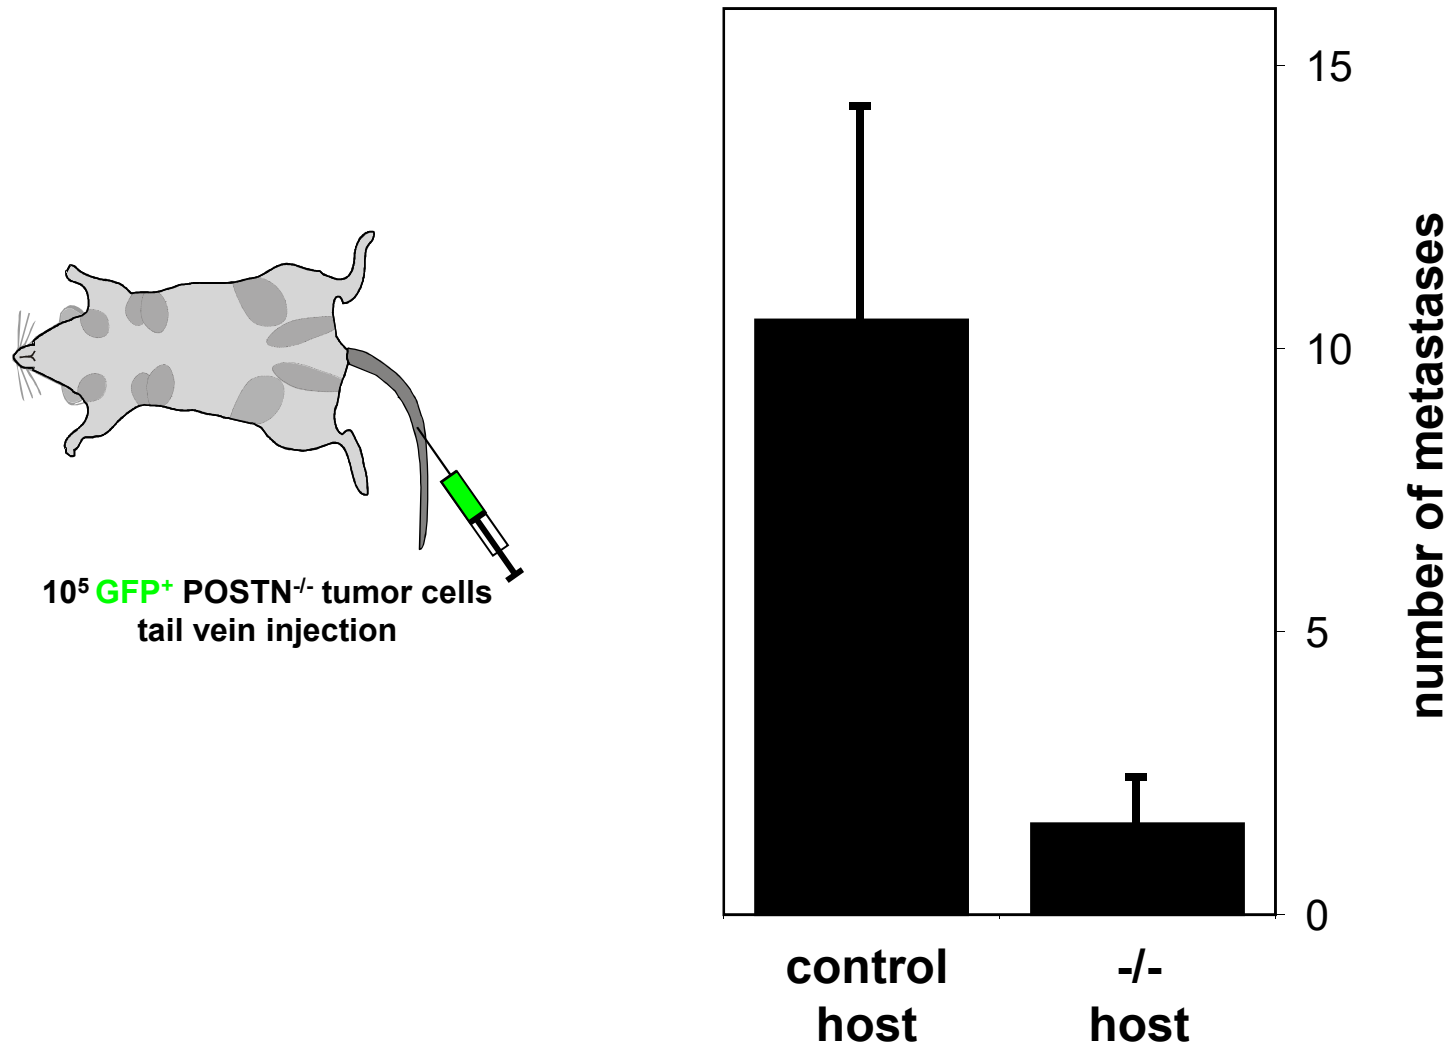 10⁵ GFP⁺ POSTN⁻/⁻ tumor cells
tail vein injection
15
10
5
0
number of metastases
control
host
-/-
host